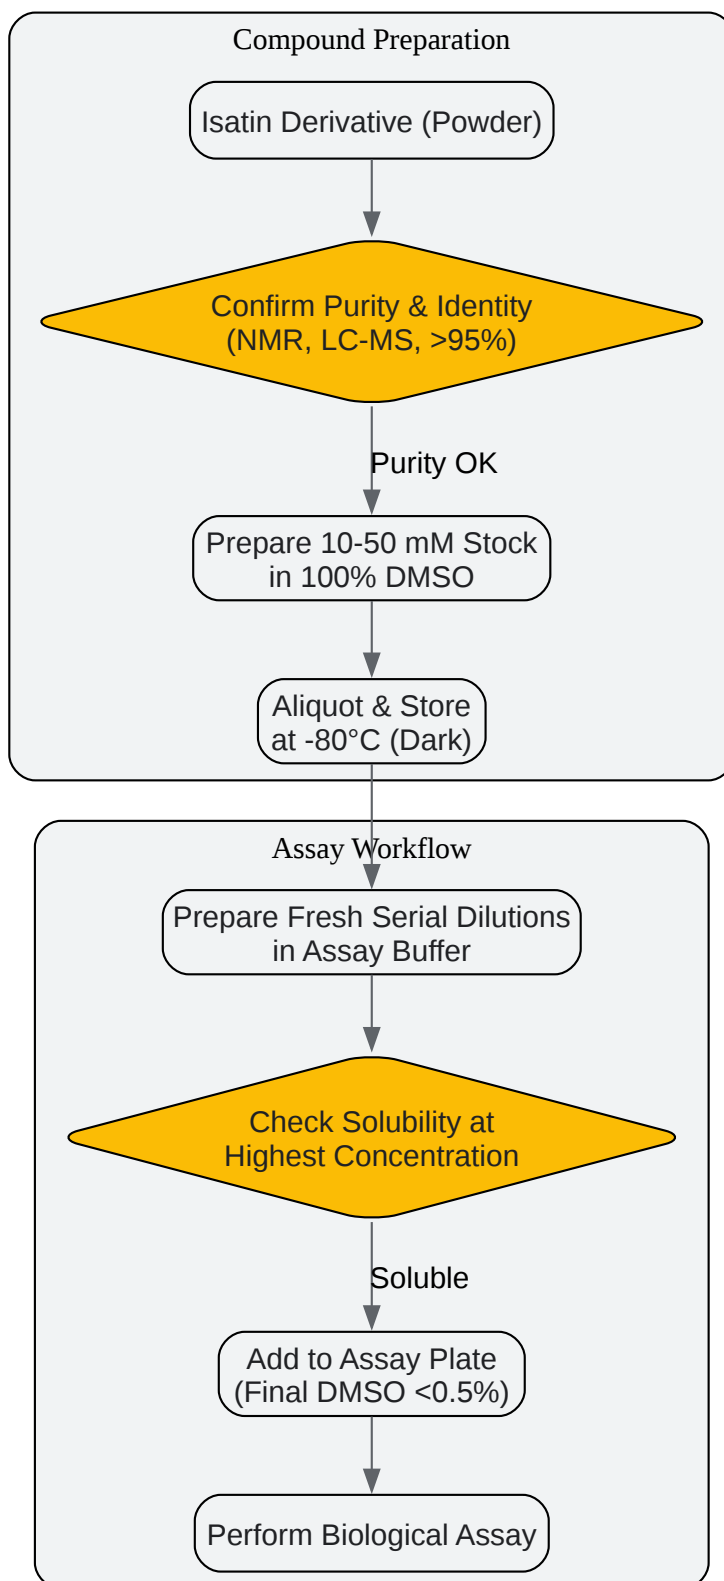 Compound Preparation
Isatin Derivative (Powder)
Confirm Purity & Identity
(NMR, LC-MS, >95%)
Purity OK
Prepare 10-50 mM Stock
in 100% DMSO
Aliquot & Store
at -80°C (Dark)
Assay Workflow
Prepare Fresh Serial Dilutions
in Assay Buffer
Check Solubility at
Highest Concentration
Soluble
Add to Assay Plate
(Final DMSO <0.5%)
Perform Biological Assay